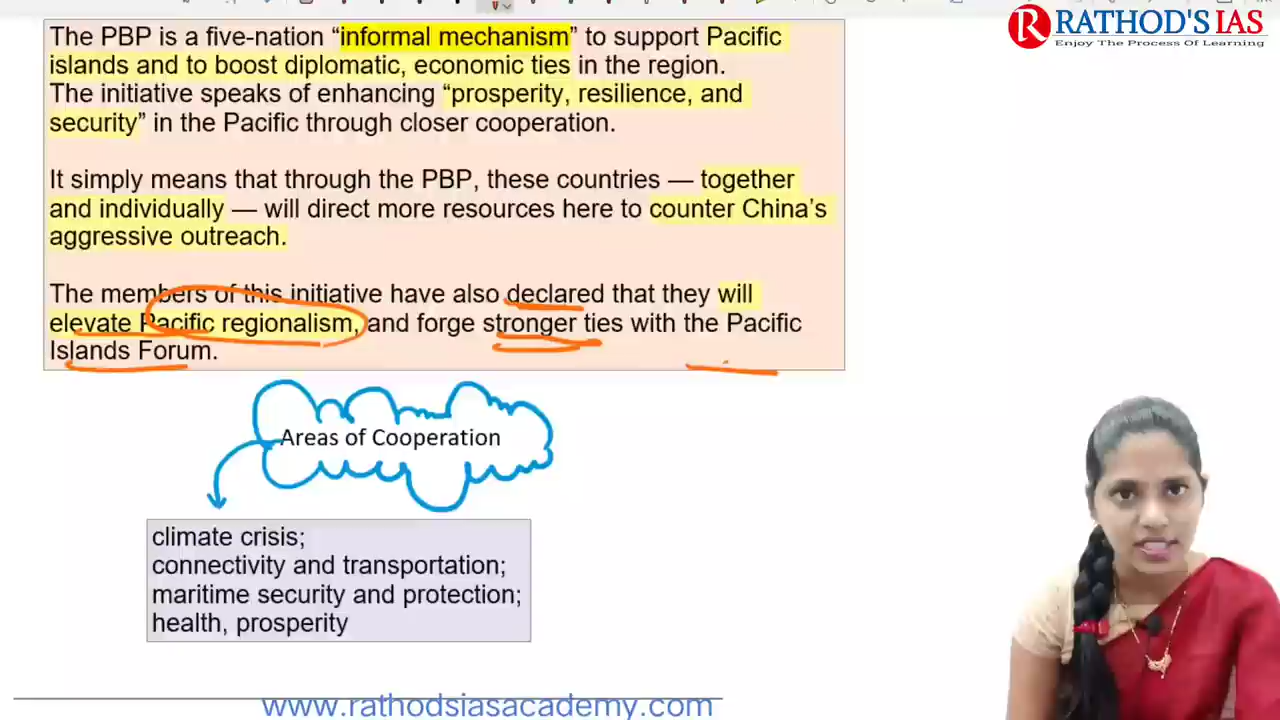 RATHOD'S IAS
Enjoy The Process Of Learning
The PBP is a five-nation “informal mechanism” to support Pacific
islands and to boost diplomatic, economic ties in the region.
The initiative speaks of enhancing “prosperity, resilience, and
security” in the Pacific through closer cooperation.
It simply means that through the PBP, these countries — together
and individually — will direct more resources here to counter China’s
aggressive outreach.
The members of this initiative have also declared that they will
elevate Pacific regionalism, and forge stronger ties with the Pacific
Islands Forum.
Areas of Cooperation
climate crisis;
connectivity and transportation;
maritime security and protection;
health, prosperity
www.rathodsiasacademy.com